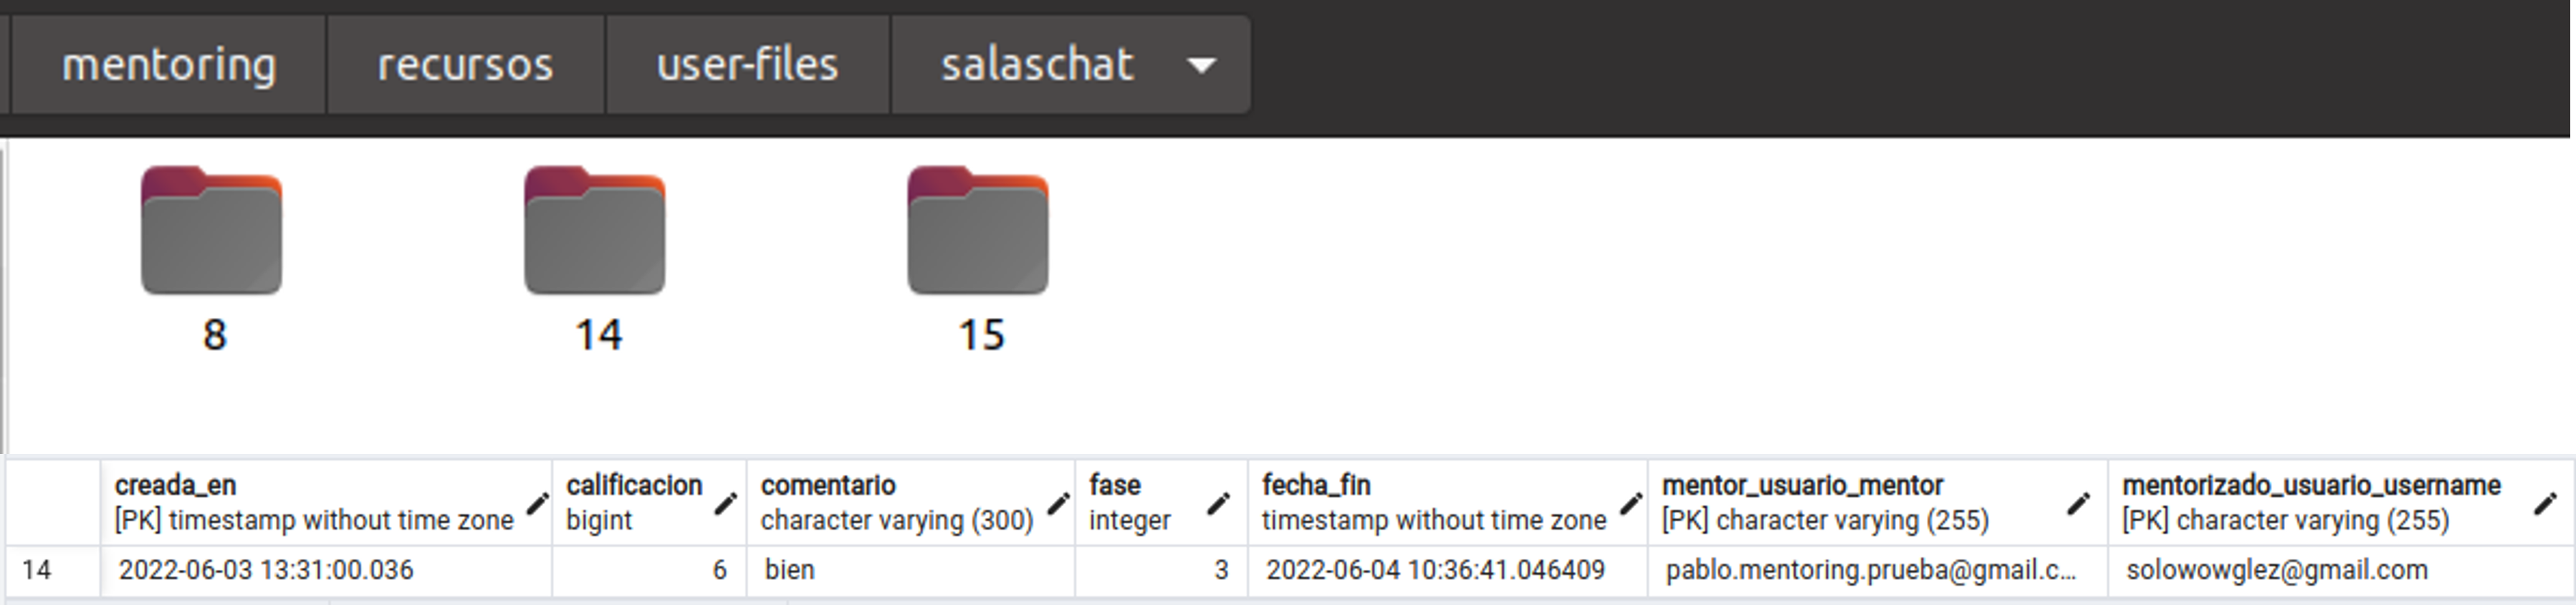 mentoring recursos user-files salaschat
8 14 15
creada_en calificacion comentario fase fecha_fin mentor_usuario_mentor mentorizado_usuario_username
[PK] timestamp without time zone bigint character varying (300) integer timestamp without time zone [PK] character varying (255) [PK] character varying (255)
14 2022-06-03 13:31:00.036 6 bien 3 2022-06-04 10:36:41.046409 pablo.mentoring.prueba@gmail.c... solowowglez@gmail.com